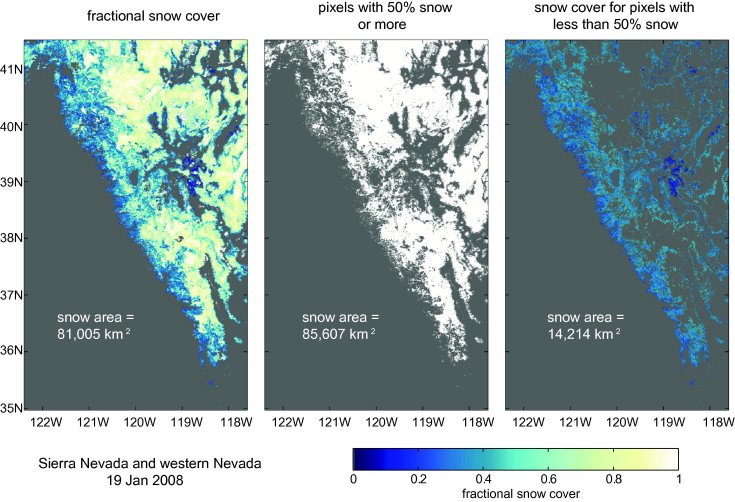 fractional snow cover
pixels with 50% snow
or more
snow cover for pixels with
less than 50% snow
41N
40N
39N
38N
37N
36N
35N
snow area =
81,005 km²
snow area =
85,607 km²
snow area =
14,214 km²
122W 121W 120W 119W 118W
122W 121W 120W 119W 118W
122W 121W 120W 119W 118W
Sierra Nevada and western Nevada
19 Jan 2008
0 0.2 0.4 0.6 0.8 1
fractional snow cover